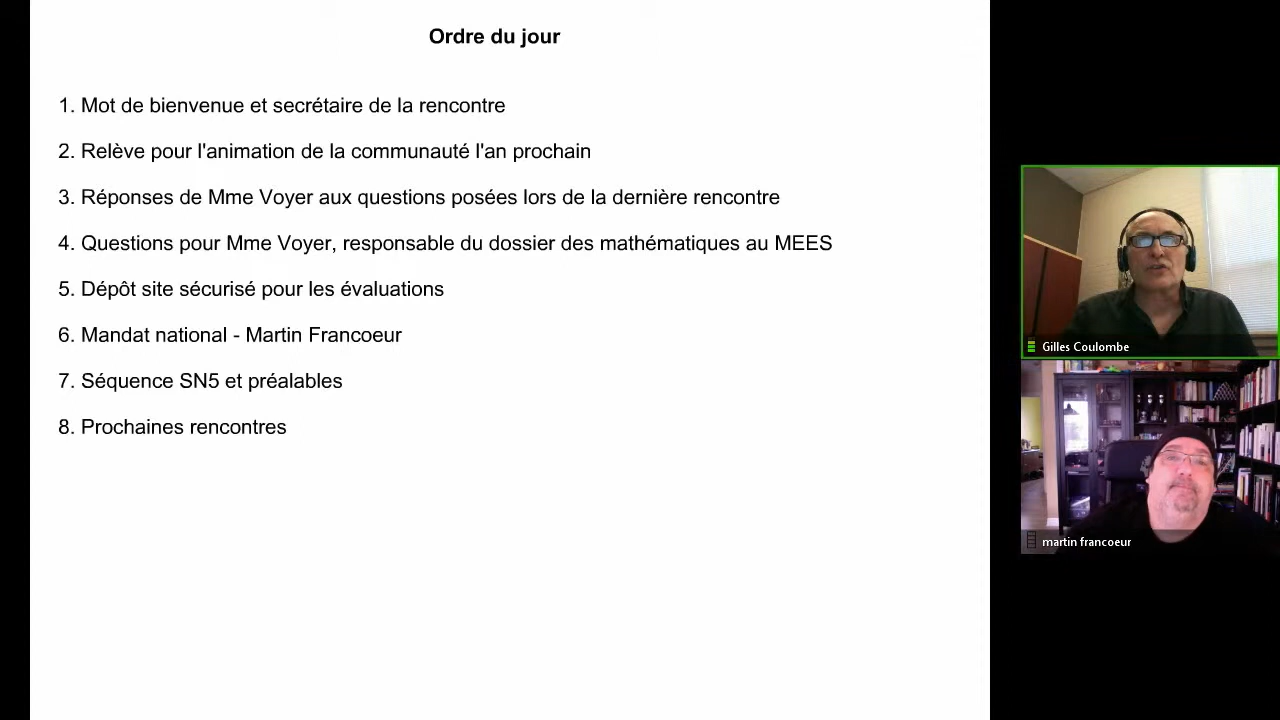 Ordre du jour
1. Mot de bienvenue et secrétaire de la rencontre
2. Relève pour l'animation de la communauté l'an prochain
3. Réponses de Mme Voyer aux questions posées lors de la dernière rencontre
4. Questions pour Mme Voyer, responsable du dossier des mathématiques au MEES
5. Dépôt site sécurisé pour les évaluations
6. Mandat national - Martin Francoeur
7. Séquence SN5 et préalables
8. Prochaines rencontres
Gilles Coulombe
martin francoeur